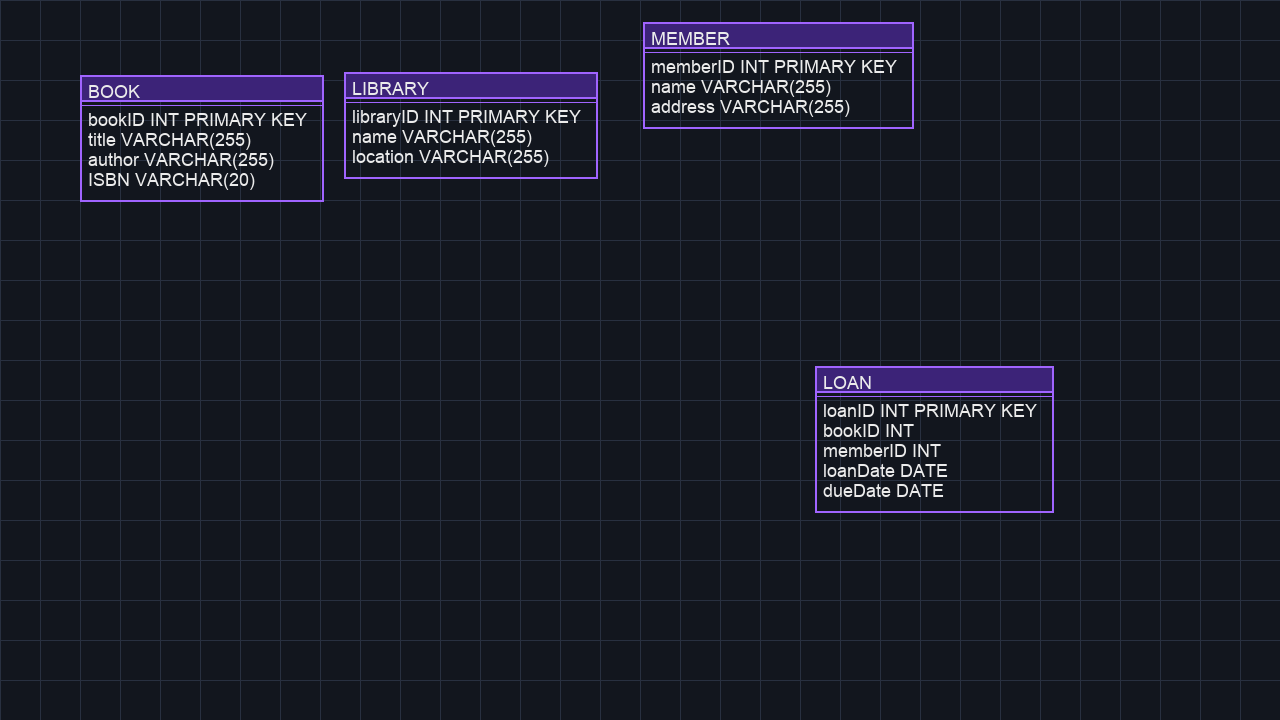 BOOK
bookID INT PRIMARY KEY
title VARCHAR(255)
author VARCHAR(255)
ISBN VARCHAR(20)
LIBRARY
libraryID INT PRIMARY KEY
name VARCHAR(255)
location VARCHAR(255)
MEMBER
memberID INT PRIMARY KEY
name VARCHAR(255)
address VARCHAR(255)
LOAN
loanID INT PRIMARY KEY
bookID INT
memberID INT
loanDate DATE
dueDate DATE